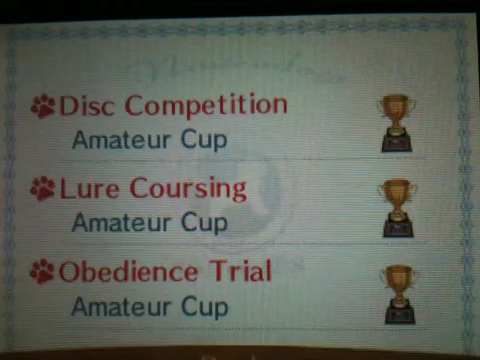 Disc Competition
Amateur Cup
Lure Coursing
Amateur Cup
Obedience Trial
Amateur Cup